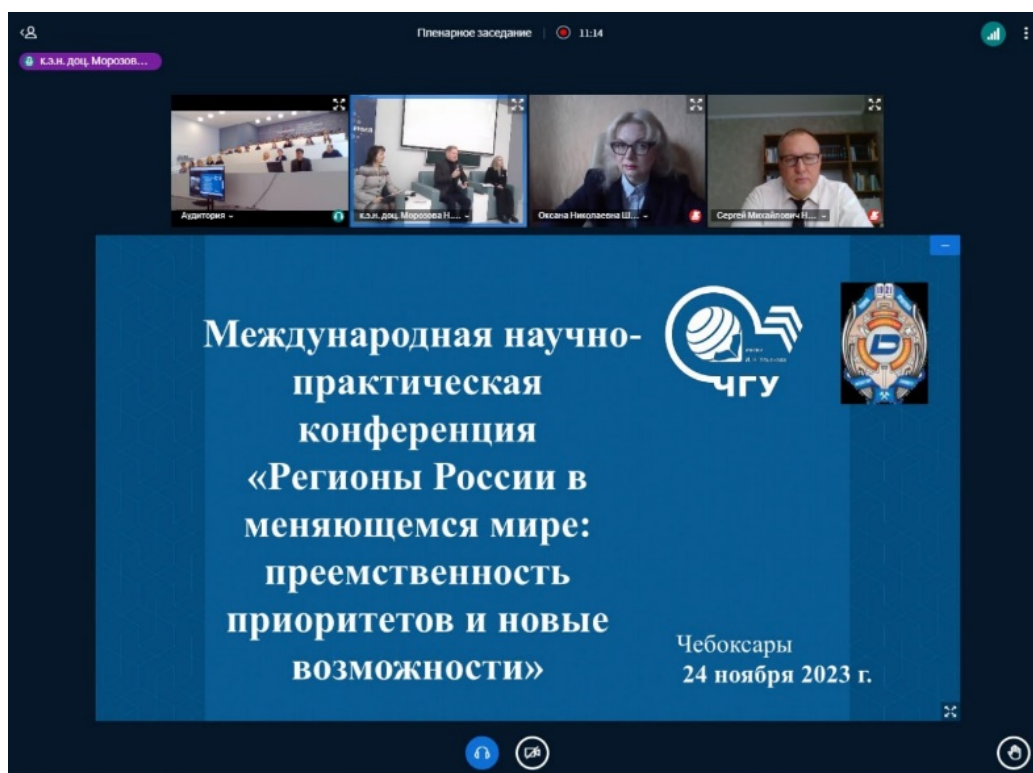 Пленарное заседание
11:14
к.э.н. доц. Морозов...
Аудитория
к.э.н. доц. Морозова Н....
Оксана Николаевна Ш...
Сергей Михайлович Н...
Международная научно-
практическая
конференция
«Регионы России в
меняющемся мире:
преемственность
приоритетов и новые
возможности»
ЧГУ
Чебоксары
24 ноября 2023 г.